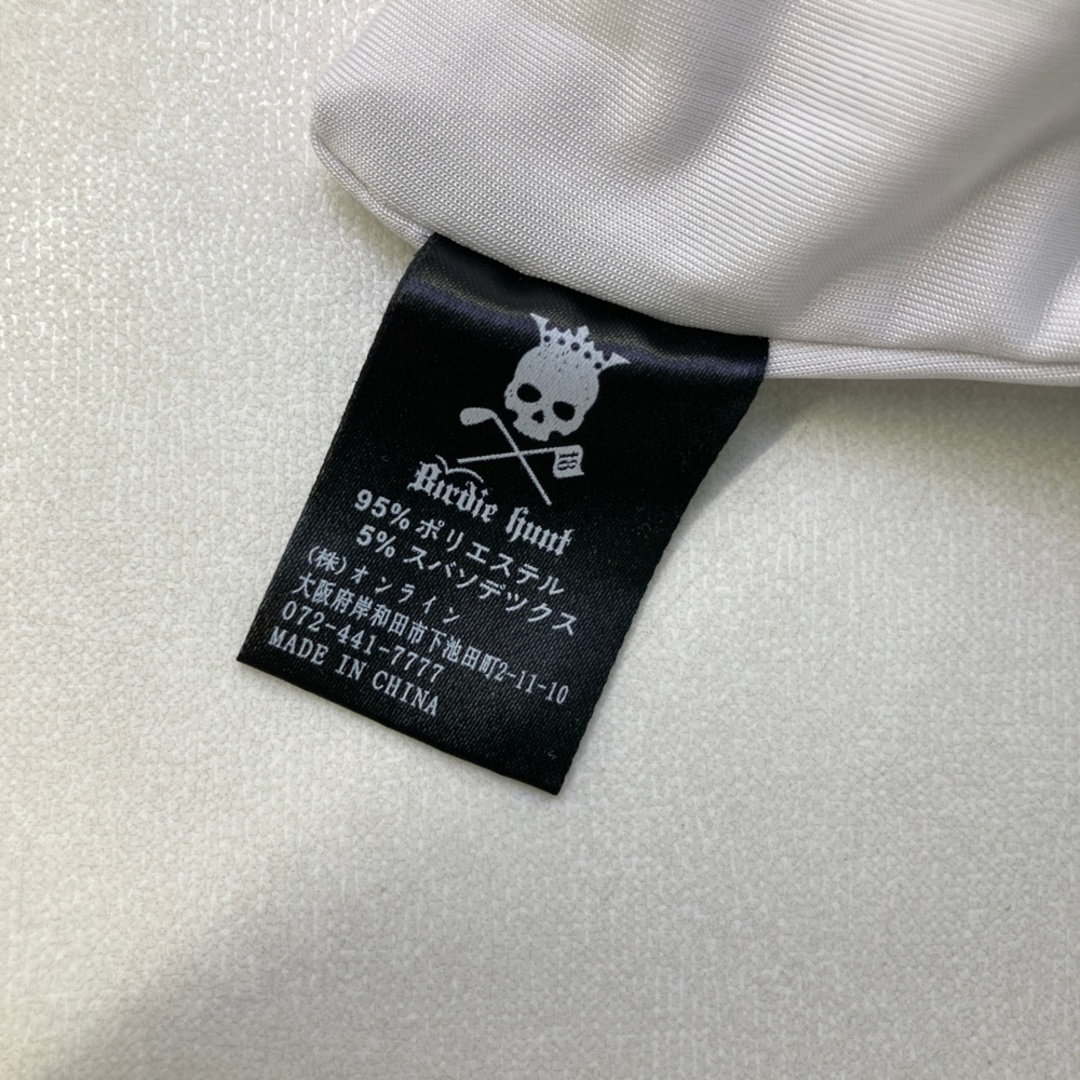 18
Birdie hunt
95% ポリエステル
5% スパンデックス
(株)オンライン
大阪府岸和田市下池田町2-11-10
072-441-7777
MADE IN CHINA